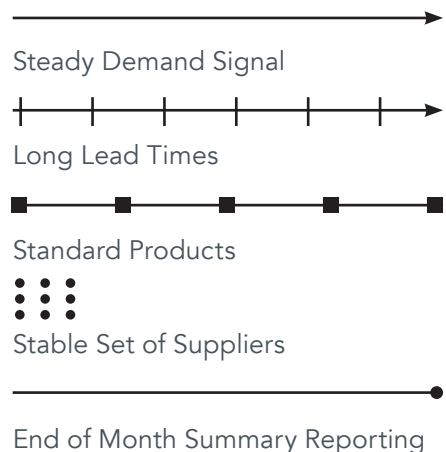 Steady Demand Signal
Long Lead Times
Standard Products
Stable Set of Suppliers
End of Month Summary Reporting